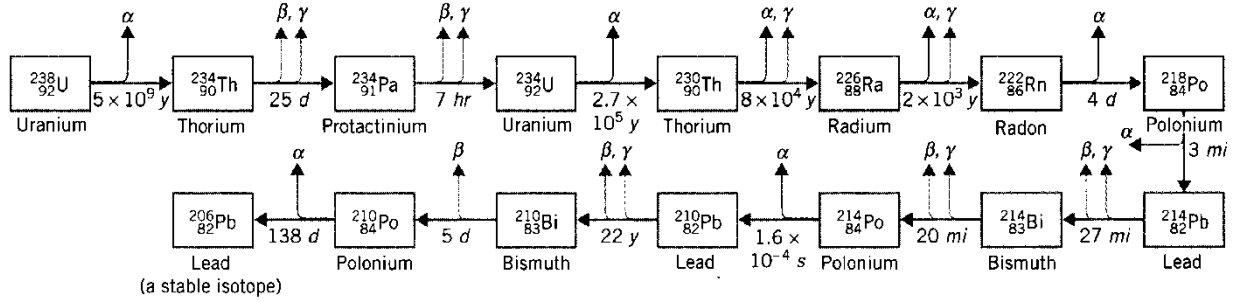 α β, γ β, γ α α, γ α, γ α
²³⁸₉₂U ²³⁴₉₀Th ²³⁴₉₁Pa ²³⁴₉₂U ²³⁰₉₀Th ²²⁶₈₈Ra ²²²₈₆Rn ²¹⁸₈₄Po
5 × 10⁹ y 25 d 7 hr 2.7 × 10⁵ y 8 × 10⁴ y 2 × 10³ y 4 d
Uranium Thorium Protactinium Uranium Thorium Radium Radon Polonium
α 3 mi
α β β, γ α β, γ β, γ
²⁰⁶₈₂Pb ²¹⁰₈₄Po ²¹⁰₈₃Bi ²¹⁰₈₂Pb ²¹⁴₈₄Po ²¹⁴₈₃Bi ²¹⁴₈₂Pb
138 d 5 d 22 y 1.6 × 10⁻⁴ s 20 mi 27 mi
Lead Polonium Bismuth Lead Polonium Bismuth Lead
(a stable isotope)